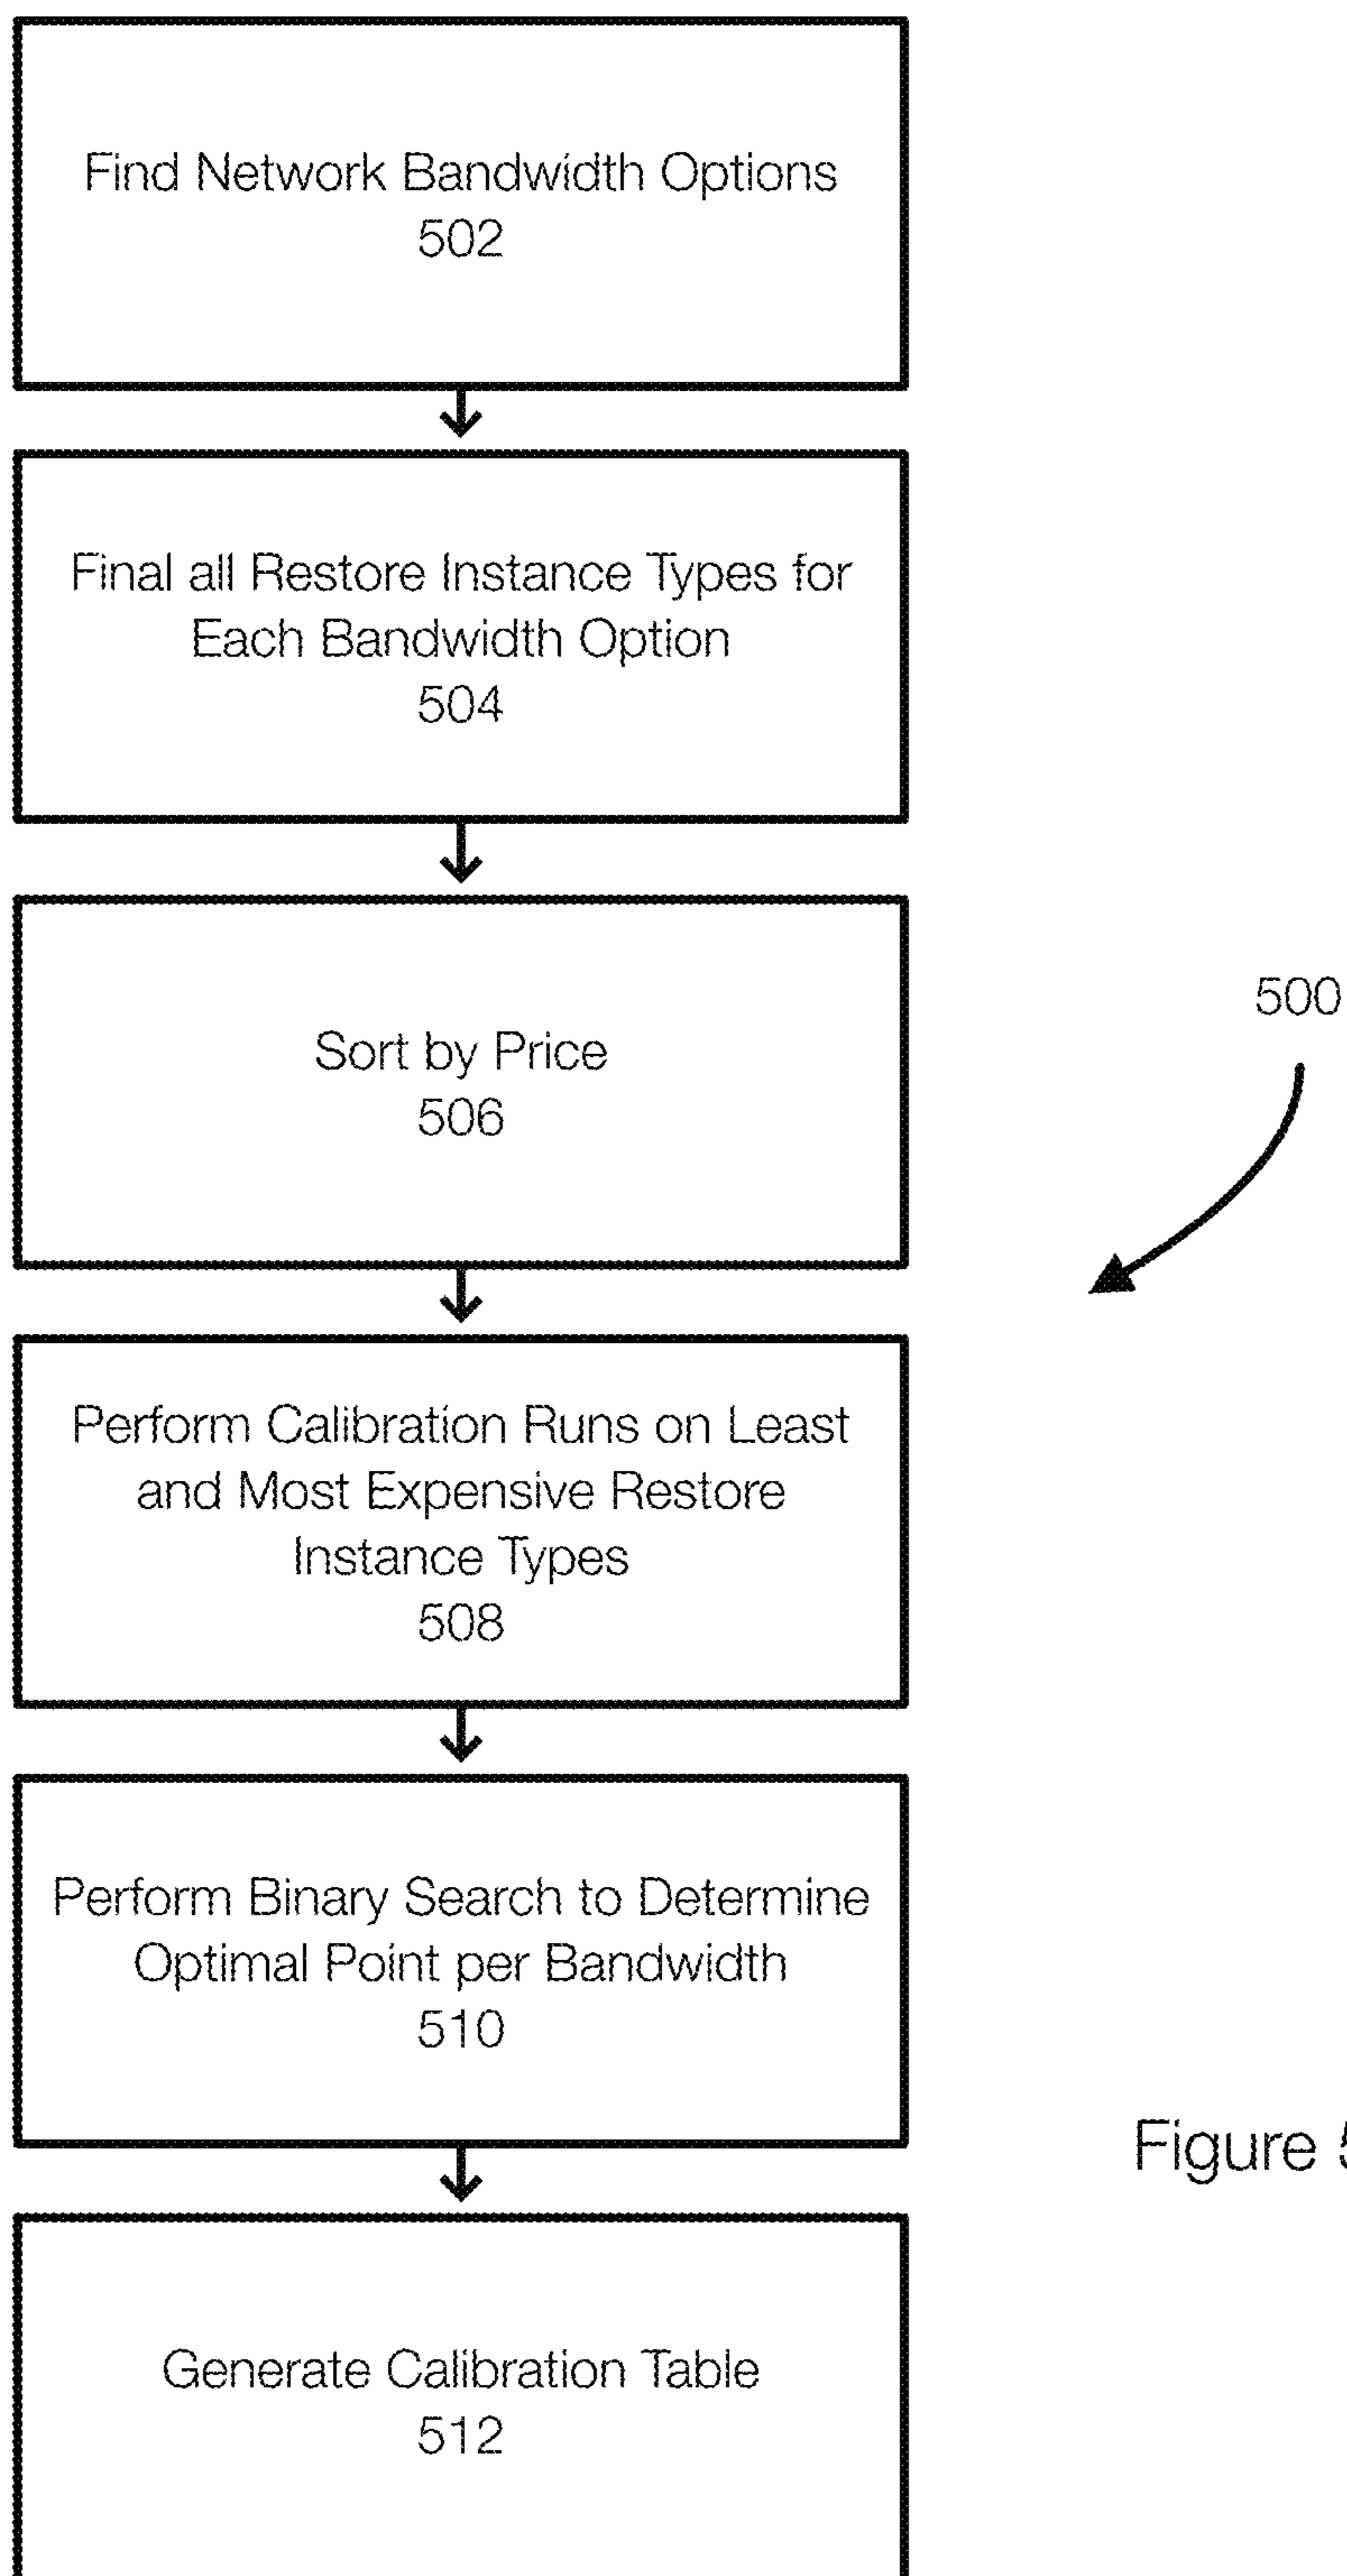 Find Network Bandwidth Options
502
Final all Restore Instance Types for
Each Bandwidth Option
504
Sort by Price
506
500
Perform Calibration Runs on Least
and Most Expensive Restore
Instance Types
508
Perform Binary Search to Determine
Optimal Point per Bandwidth
510
Figure 5
Generate Calibration Table
512